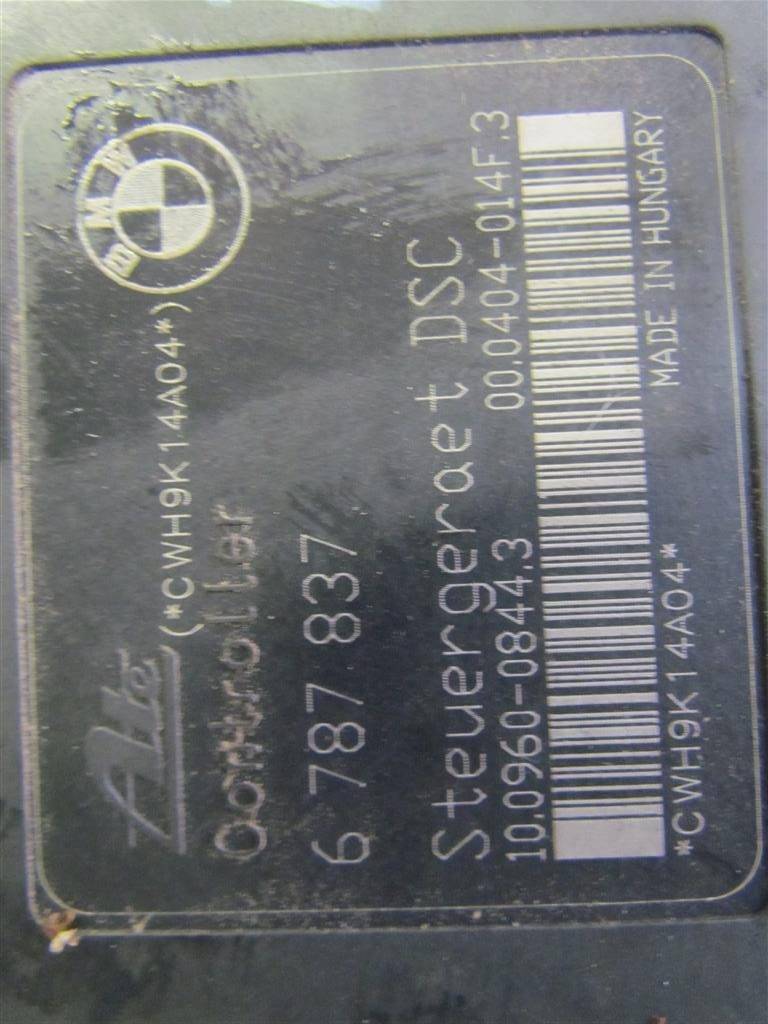 BMW
Ate (*CWH9K14A04*)
Controller
6 787 837
Steuergeraet DSC
10.0960-0844.3 00.0404-014F.3
*CWH9K14A04* MADE IN HUNGARY